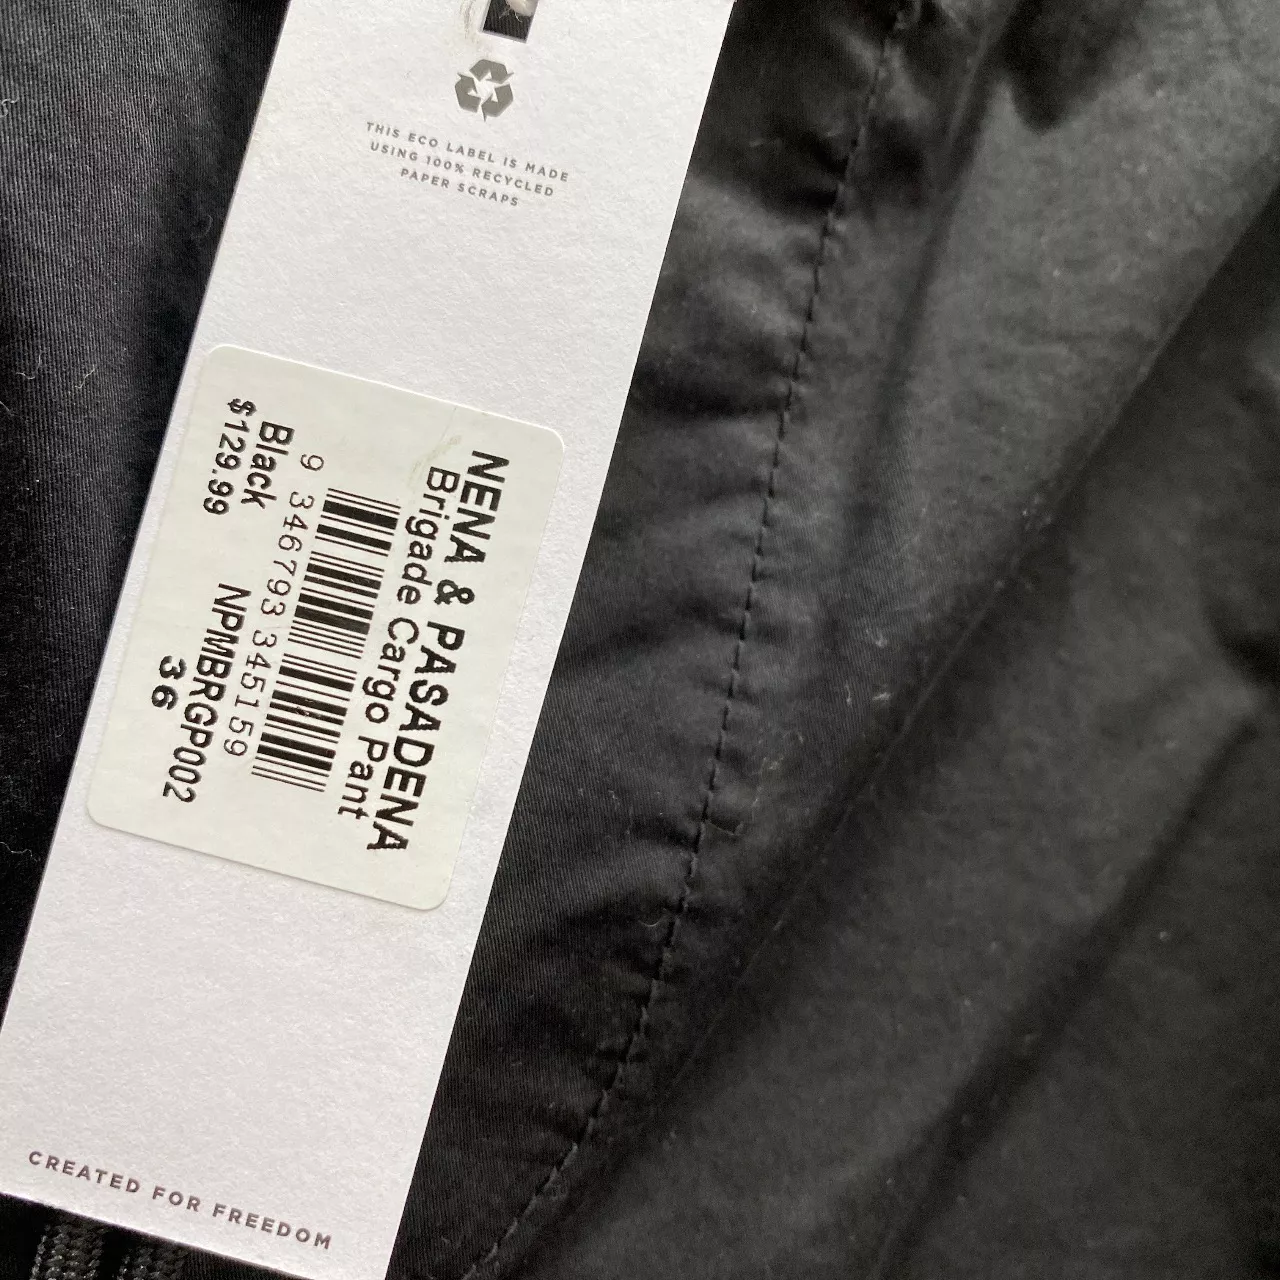 THIS ECO LABEL IS MADE
USING 100% RECYCLED
PAPER SCRAPS
NENA & PASADENA
Brigade Cargo Pant
9 346793 345159
Black NPMBRGP002
$129.99 36
CREATED FOR FREEDOM